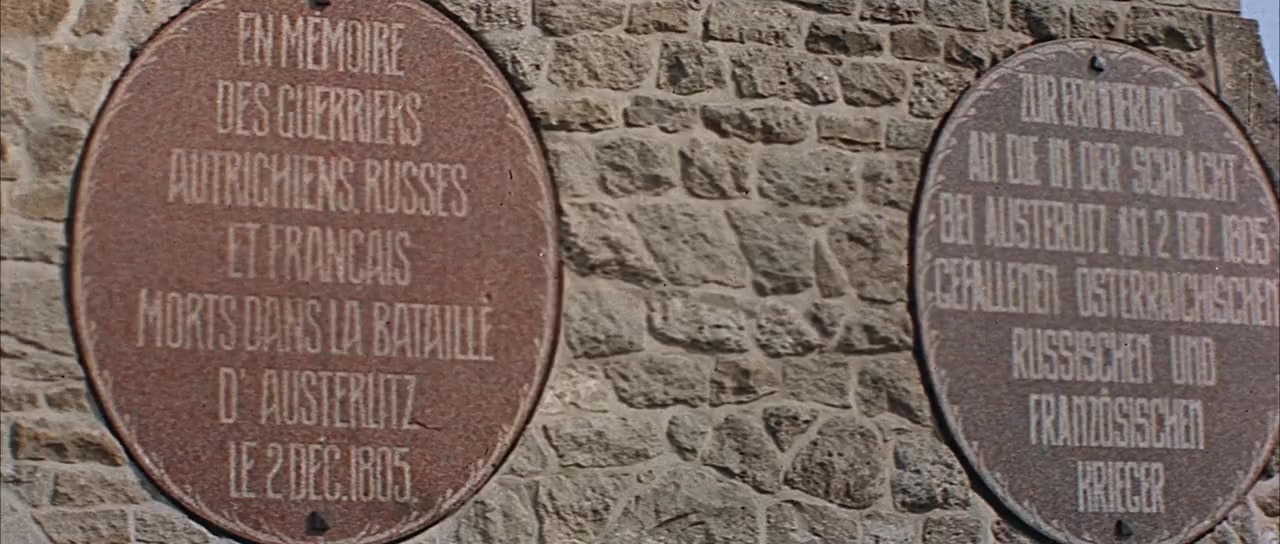 EN MÉMOIRE
DES GUERRIERS
AUTRICHIENS, RUSSES
ET FRANÇAIS
MORTS DANS LA BATAILLE
D' AUSTERLITZ
LE 2 DÉC. 1805.
ZUR ERINNERUNG
AN DIE IN DER SCHLACHT
BEI AUSTERLITZ AM 2 DEZ. 1805
GEFALLENEN ÖSTERRAICHISCHEN
RUSSISCHEN UND
FRANZÖSISCHEN
KRIEGER